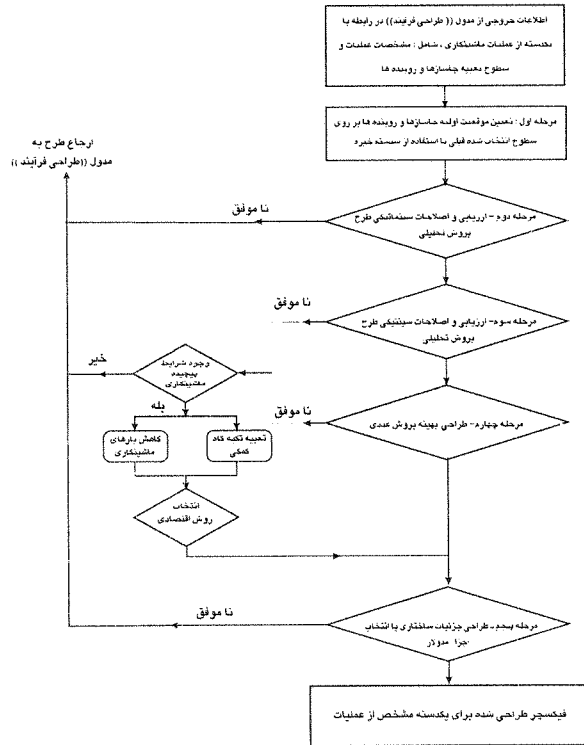 اطلاعات خروجی از مدول (( طراحی فرآیند)) در رابطه با
یکدسته از عملیات ماشینکاری ، شامل : مشخصات عملیات و
سطوح تعبیه جاسازها و روبنده ها
مرحله اول : تعیین موقعیت اولیه جاسازها و روبنده ها بر روی
سطوح انتخاب شده قبلی با استفاده از سیستم خبره
ارجاع طرح به
مدول ((طراحی فرآیند ))
نا موفق
مرحله دوم - ارزیابی و اصلاحات سینماتیکی طرح
بروش تحلیلی
نا موفق
مرحله سوم- ارزیابی و اصلاحات سینتیکی طرح
بروش تحلیلی
خیر
وجود شرایط
پیچیده
ماشینکاری
بله
نا موفق
مرحله چهارم- طراحی بهینه بروش عددی
کاهش بارهای
ماشینکاری
تعبیه تکیه گاه
کمکی
انتخاب
روش اقتصادی
نا موفق
مرحله پنجم - طراحی جزئیات ساختاری با انتخاب
اجزاء مدولار
فیکسچر طراحی شده برای یکدسته مشخص از عملیات